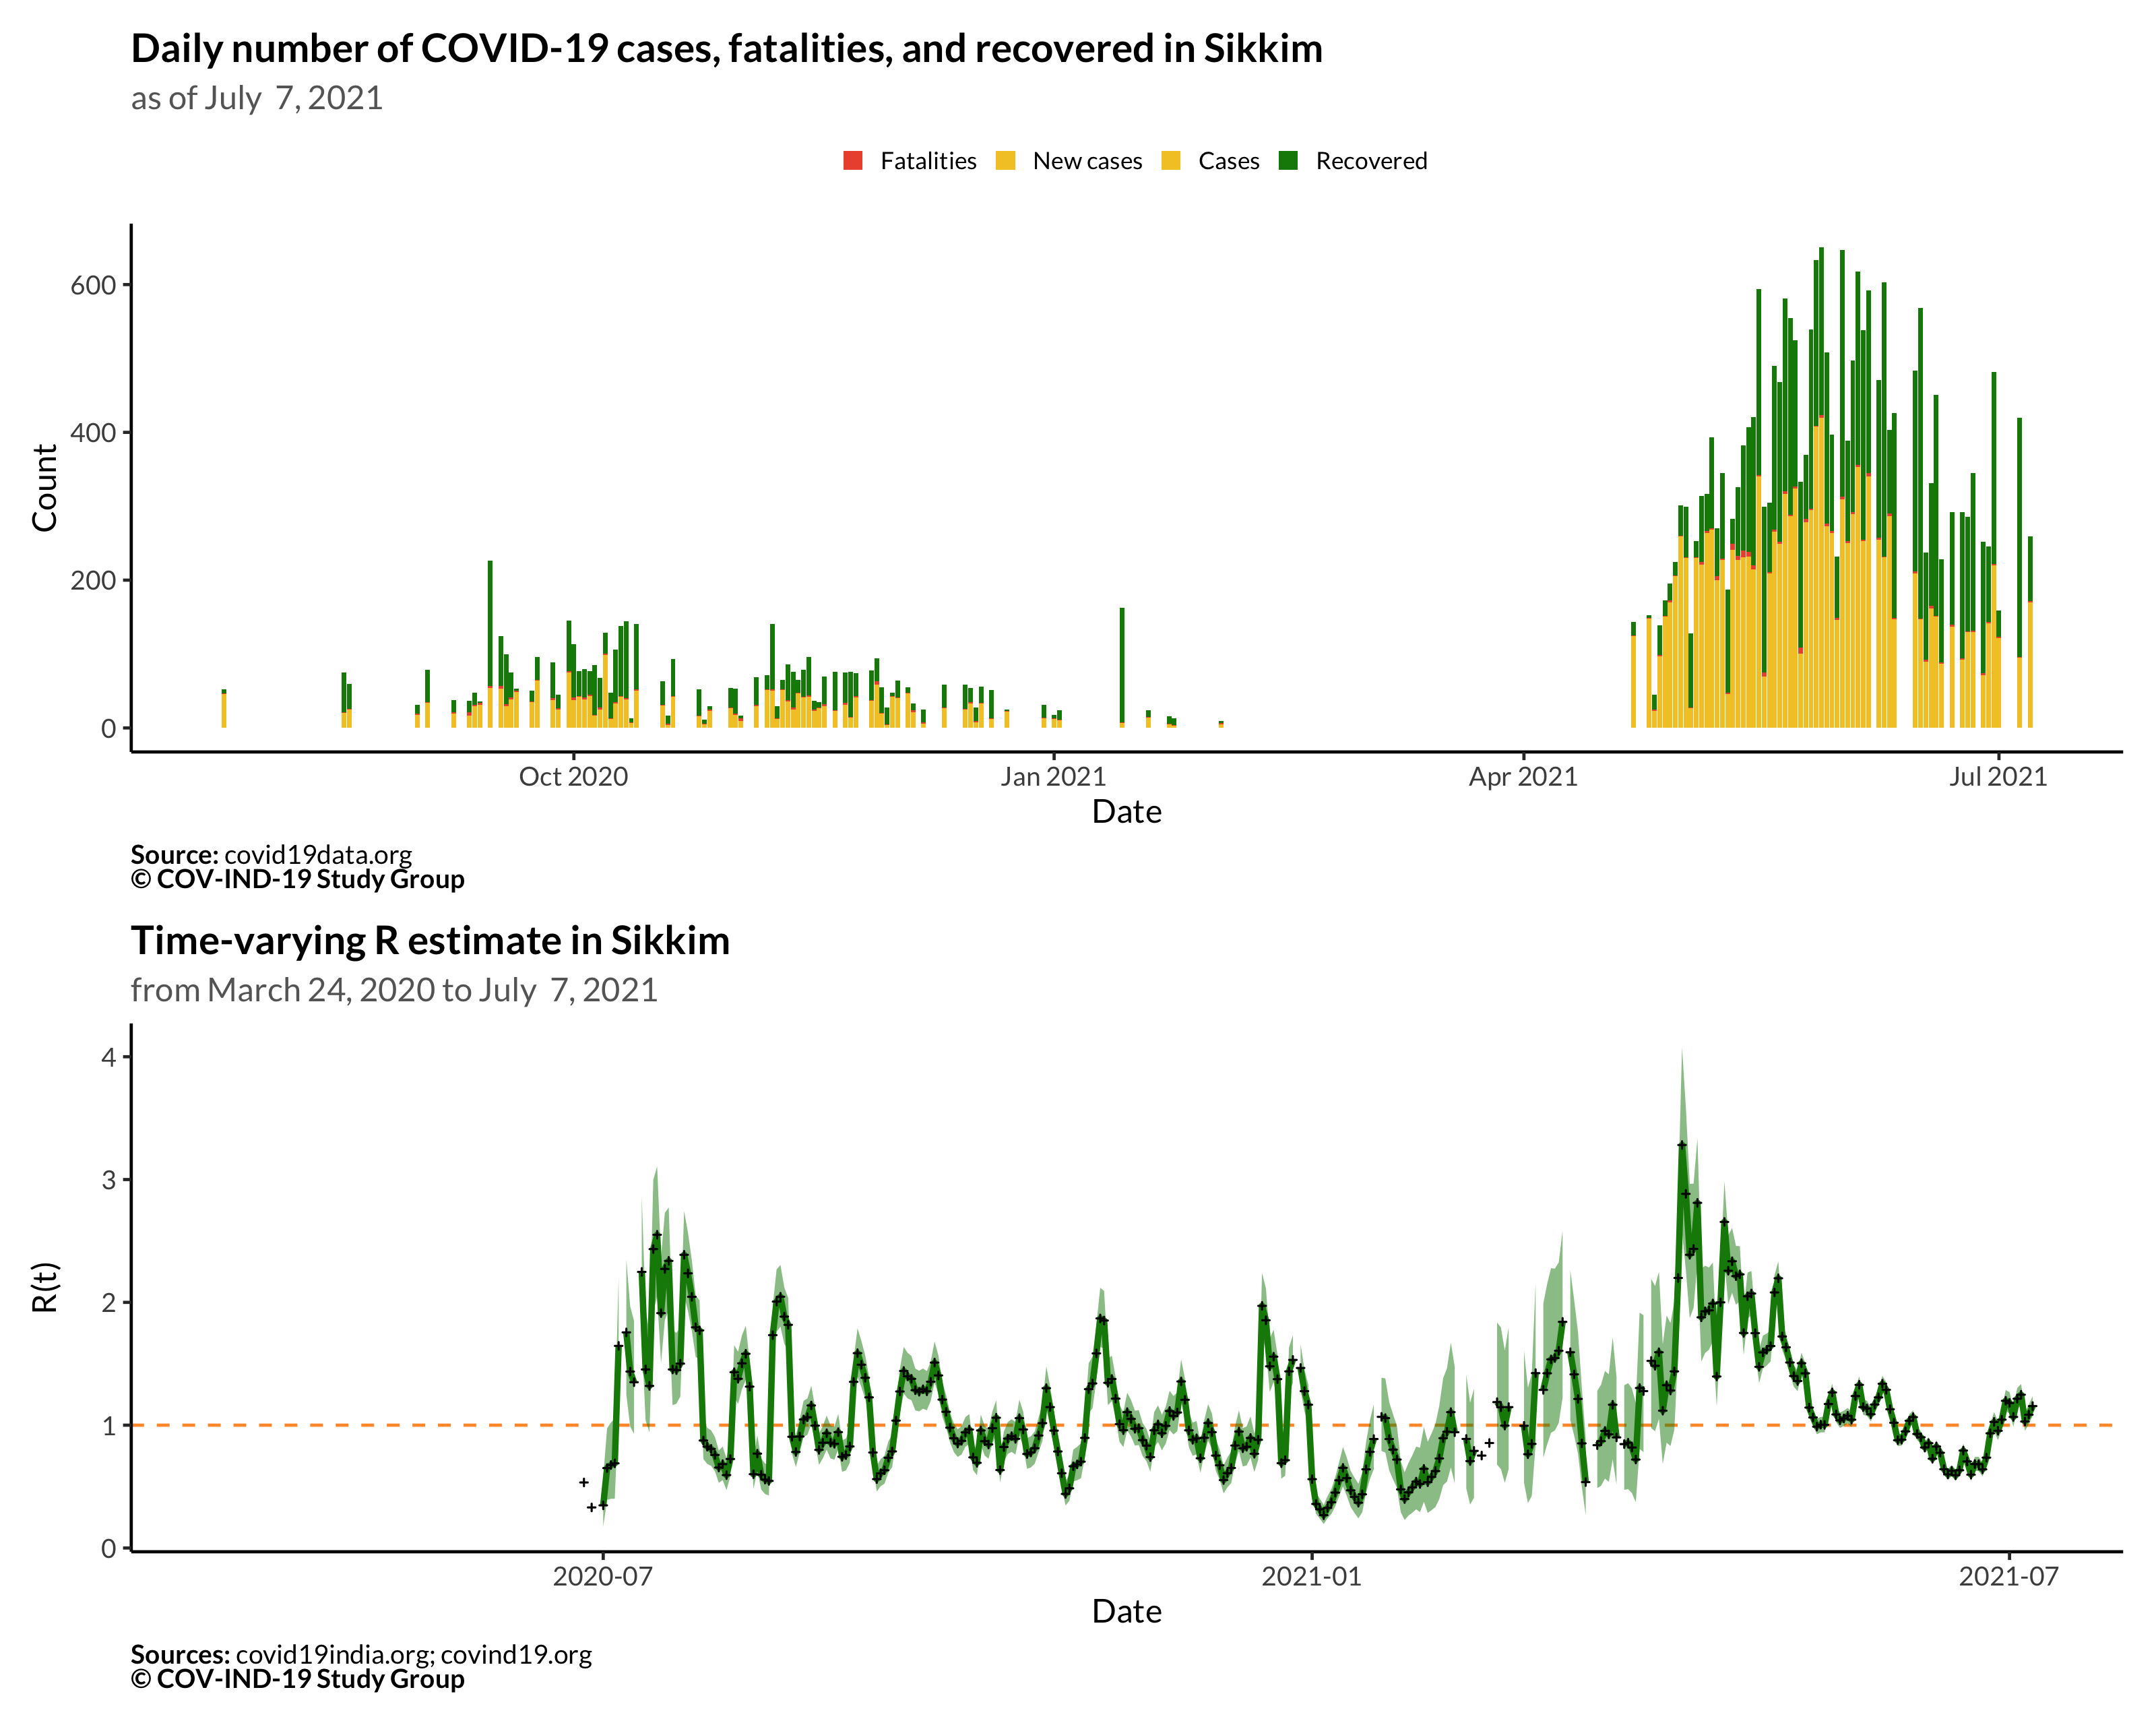 Daily number of COVID-19 cases, fatalities, and recovered in Sikkim
as of July  7, 2021
Fatalities New cases Cases Recovered
600
400
200
0
Count
Oct 2020 Jan 2021 Apr 2021 Jul 2021
Date
Source: covid19data.org
© COV-IND-19 Study Group
Time-varying R estimate in Sikkim
from March 24, 2020 to July  7, 2021
4
3
2
1
0
R(t)
2020-07 2021-01 2021-07
Date
Sources: covid19india.org; covind19.org
© COV-IND-19 Study Group